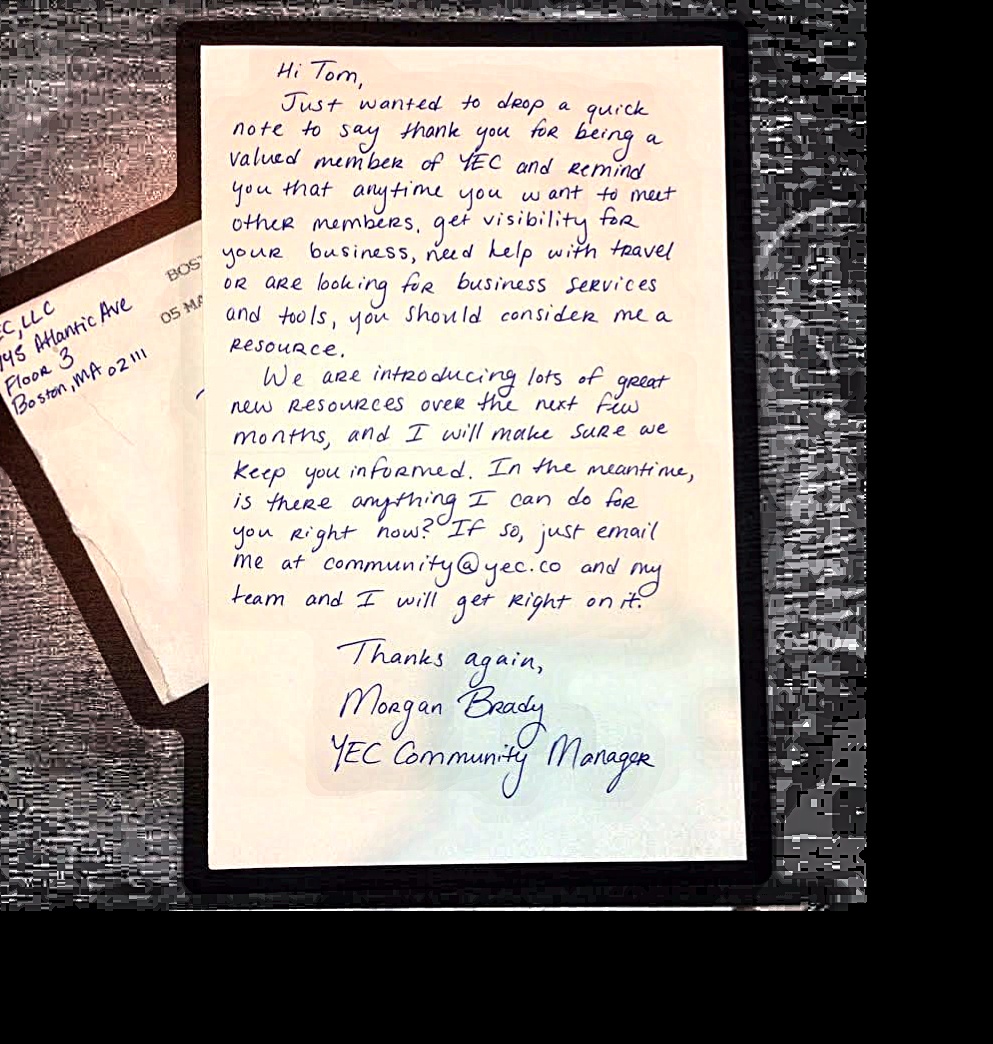 Hi Tom,
Just wanted to drop a quick
note to say thank you for being a
valued member of YEC and remind
you that anytime you want to meet
other members, get visibility for
your business, need help with travel
or are looking for business services
and tools, you should consider me a
resource.
We are introducing lots of great
new resources over the next few
months, and I will make sure we
keep you informed. In the meantime,
is there anything I can do for
you right now? If so, just email
me at community@yec.co and my
team and I will get right on it.
Thanks again,
Morgan Brady
YEC Community Manager
EC, LLC
745 Atlantic Ave
Floor 3
Boston, MA 02111
BOS
05 MA